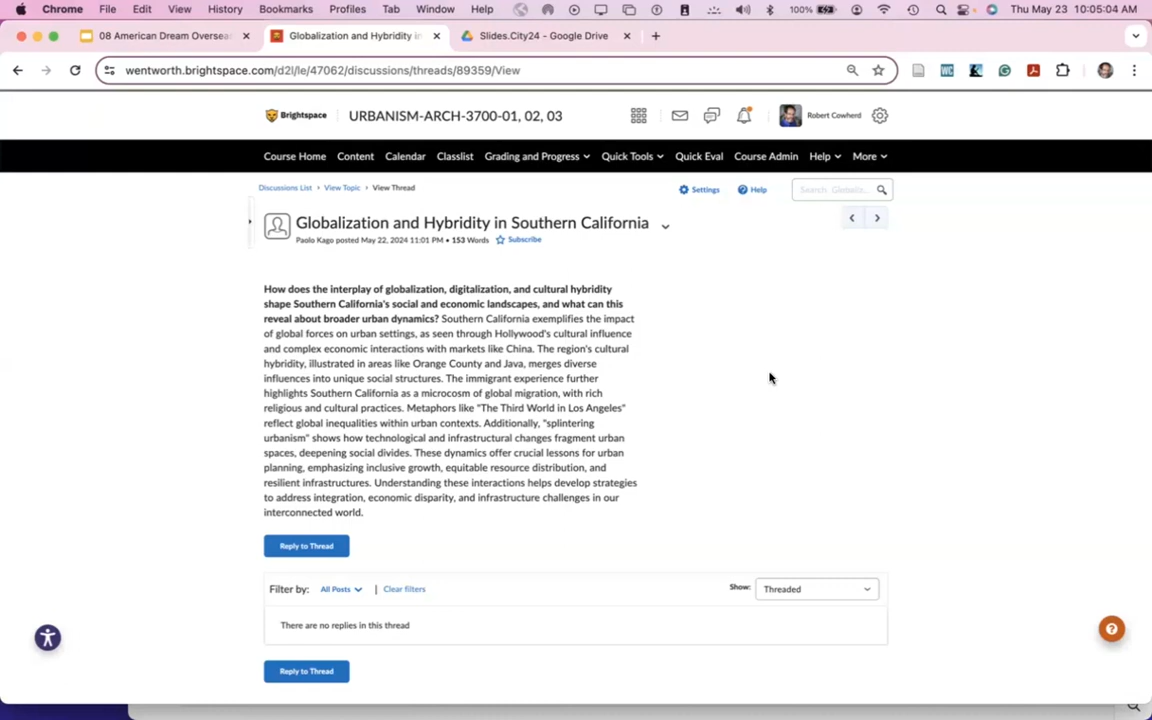 Chrome File Edit View History Bookmarks Profiles Tab Window Help 100% Thu May 23 10:05:04 AM
08 American Dream Oversea
Globalization and Hybridity in
Slides.City24 - Google Drive
wentworth.brightspace.com/d2l/le/47062/discussions/threads/89359/View
Brightspace URBANISM-ARCH-3700-01, 02, 03 Robert Cowherd
Course Home Content Calendar Classlist Grading and Progress Quick Tools Quick Eval Course Admin Help More
Discussions List › View Topic › View Thread Settings Help Search
Globalization and Hybridity in Southern California
Paolo Kago posted May 22, 2024 11:01 PM • 153 Words Subscribe
How does the interplay of globalization, digitalization, and cultural hybridity
shape Southern California's social and economic landscapes, and what can this
reveal about broader urban dynamics? Southern California exemplifies the impact
of global forces on urban settings, as seen through Hollywood's cultural influence
and complex economic interactions with markets like China. The region's cultural
hybridity, illustrated in areas like Orange County and Java, merges diverse
influences into unique social structures. The immigrant experience further
highlights Southern California as a microcosm of global migration, with rich
religious and cultural practices. Metaphors like "The Third World in Los Angeles"
reflect global inequalities within urban contexts. Additionally, "splintering
urbanism" shows how technological and infrastructural changes fragment urban
spaces, deepening social divides. These dynamics offer crucial lessons for urban
planning, emphasizing inclusive growth, equitable resource distribution, and
resilient infrastructures. Understanding these interactions helps develop strategies
to address integration, economic disparity, and infrastructure challenges in our
interconnected world.
Reply to Thread
Filter by: All Posts | Clear filters Show: Threaded
There are no replies in this thread
Reply to Thread